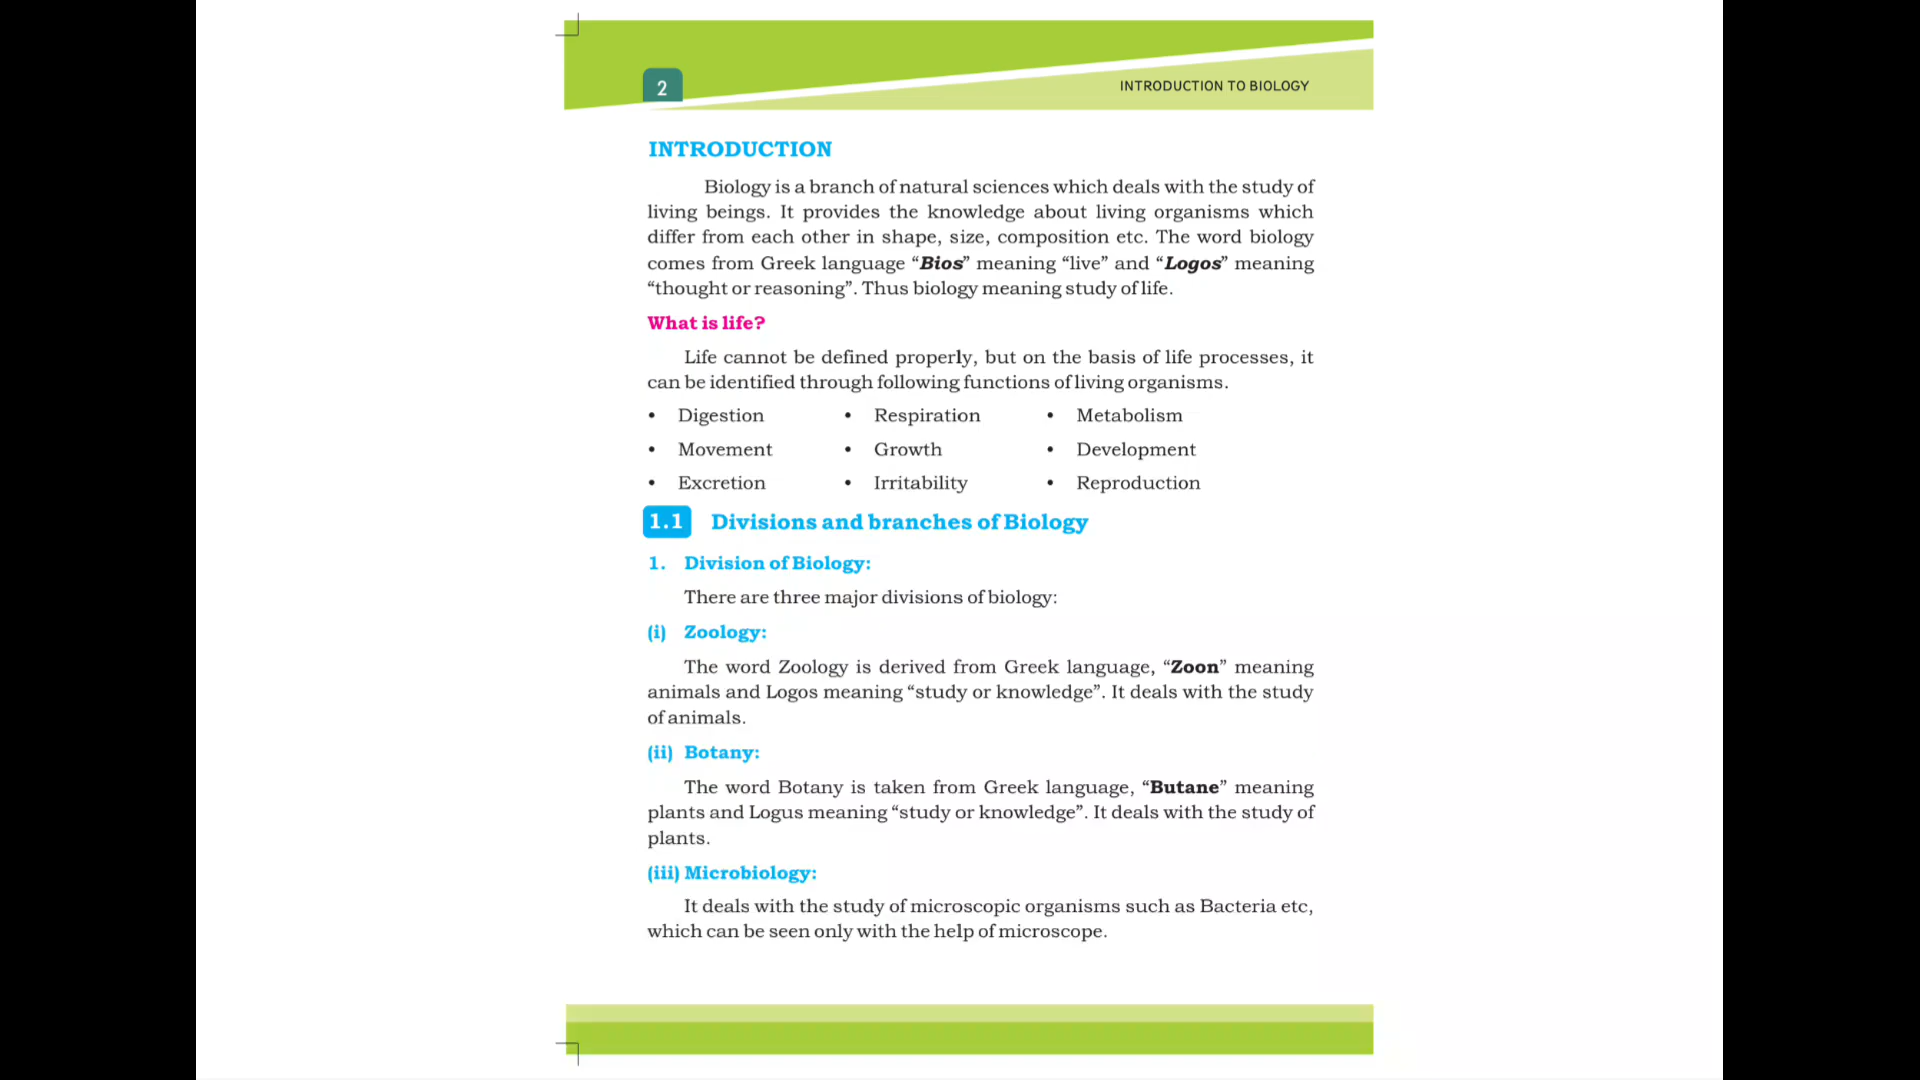 2
INTRODUCTION TO BIOLOGY
INTRODUCTION
Biology is a branch of natural sciences which deals with the study of
living beings. It provides the knowledge about living organisms which
differ from each other in shape, size, composition etc. The word biology
comes from Greek language “Bios” meaning “live” and “Logos” meaning
“thought or reasoning”. Thus biology meaning study of life.
What is life?
Life cannot be defined properly, but on the basis of life processes, it
can be identified through following functions of living organisms.
• Digestion • Respiration • Metabolism
• Movement • Growth • Development
• Excretion • Irritability • Reproduction
1.1 Divisions and branches of Biology
1. Division of Biology:
There are three major divisions of biology:
(i) Zoology:
The word Zoology is derived from Greek language, “Zoon” meaning
animals and Logos meaning “study or knowledge”. It deals with the study
of animals.
(ii) Botany:
The word Botany is taken from Greek language, “Butane” meaning
plants and Logus meaning “study or knowledge”. It deals with the study of
plants.
(iii) Microbiology:
It deals with the study of microscopic organisms such as Bacteria etc,
which can be seen only with the help of microscope.